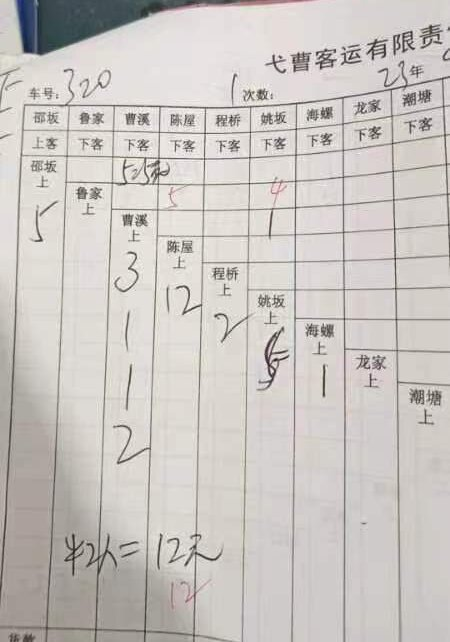 弋曹客运有限责
车号: 320 1 次数: 23年
邵坂 鲁家 曹溪 陈屋 程桥 姚坂 海螺 龙家 潮塘
上客 下客 下客 下客 下客 下客 下客 下客 下客
邵坂上 5 4
鲁家上 1
5 曹溪上
3 陈屋上
12 程桥上
1 2 姚坂上
5 海螺上
1 1 龙家上
2 潮塘上
2人=12元
12